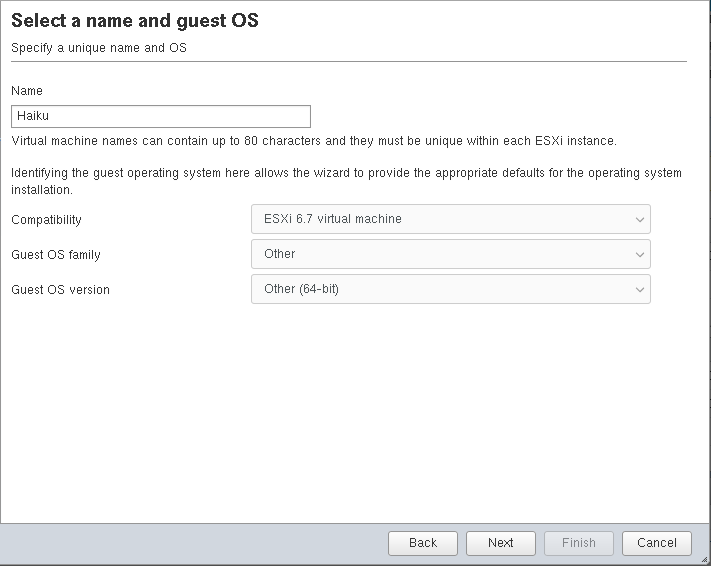 Select a name and guest OS
Specify a unique name and OS
Name
Haiku
Virtual machine names can contain up to 80 characters and they must be unique within each ESXi instance.
Identifying the guest operating system here allows the wizard to provide the appropriate defaults for the operating system
installation.
Compatibility ESXi 6.7 virtual machine
Guest OS family Other
Guest OS version Other (64-bit)
Back Next Finish Cancel